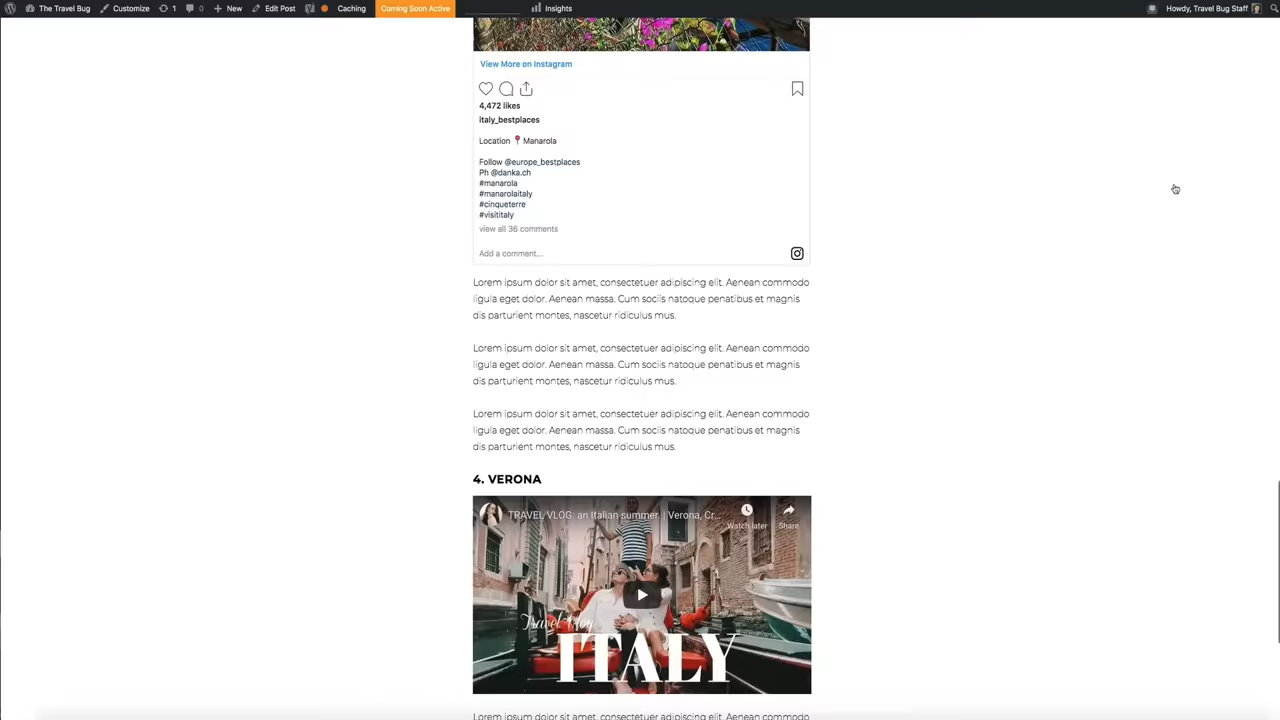 The Travel Bug Customize 1 0 New Edit Post Caching Coming Soon Active Insights Howdy, Travel Bug Staff
View More on Instagram
4,472 likes
italy_bestplaces
Location 📍 Manarola
Follow @europe_bestplaces
Ph @danka.ch
#manarola
#manarolaitaly
#cinqueterre
#visititaly
view all 36 comments
Add a comment...
Lorem ipsum dolor sit amet, consectetuer adipiscing elit. Aenean commodo
ligula eget dolor. Aenean massa. Cum sociis natoque penatibus et magnis
dis parturient montes, nascetur ridiculus mus.
Lorem ipsum dolor sit amet, consectetuer adipiscing elit. Aenean commodo
ligula eget dolor. Aenean massa. Cum sociis natoque penatibus et magnis
dis parturient montes, nascetur ridiculus mus.
Lorem ipsum dolor sit amet, consectetuer adipiscing elit. Aenean commodo
ligula eget dolor. Aenean massa. Cum sociis natoque penatibus et magnis
dis parturient montes, nascetur ridiculus mus.
4. VERONA
TRAVEL VLOG: an Italian summer. | Verona, Cr...
Watch later Share
Travel Vlog
ITALY
Lorem ipsum dolor sit amet, consectetuer adipiscing elit. Aenean commodo